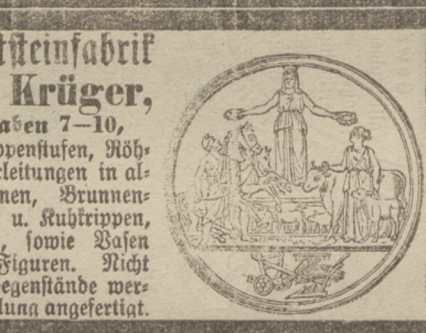 tsteinfabrik
Krüger,
aben 7—10,
ppenstufen, Röh-
leitungen in al-
nen, Brunnen-
u. Kuhkrippen,
, sowie Vasen
Figuren. Nicht
egenstände wer-
lung angefertigt.